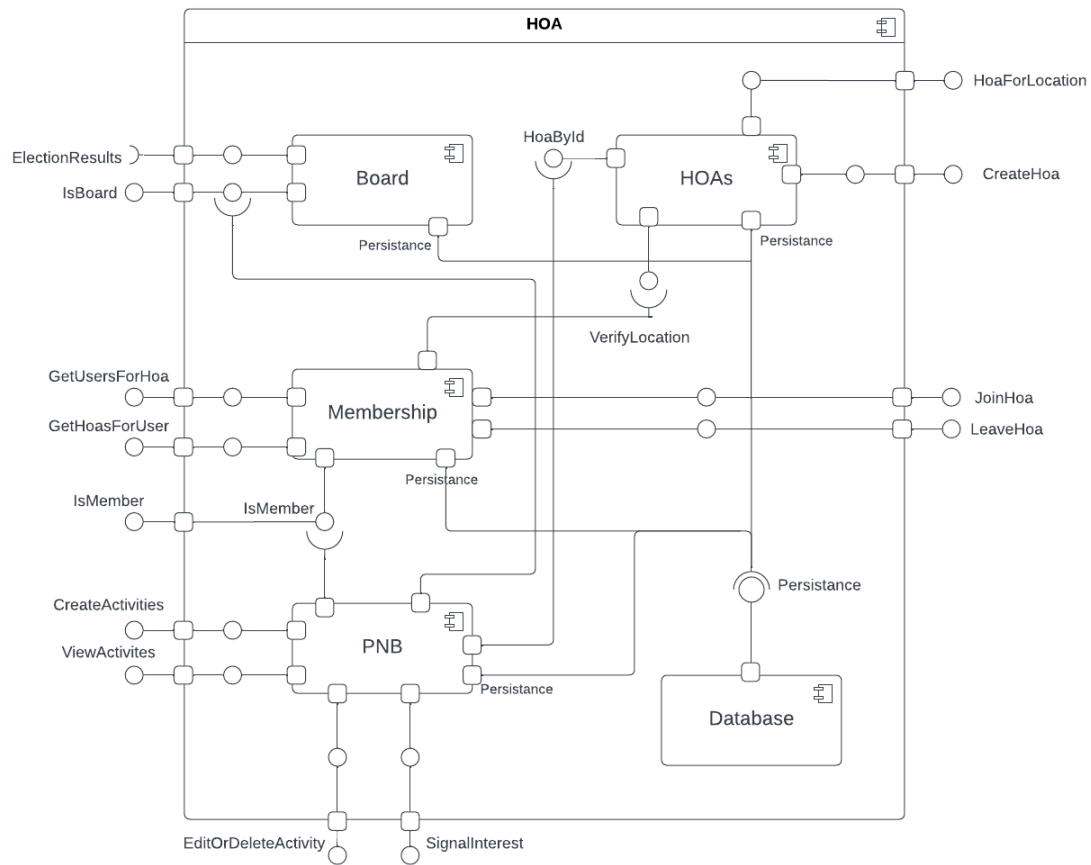 HOA
HoaForLocation
HoaById
ElectionResults
Board
HOAs
CreateHoa
IsBoard
Persistance
Persistance
VerifyLocation
GetUsersForHoa
Membership
JoinHoa
GetHoasForUser
LeaveHoa
Persistance
IsMember
IsMember
Persistance
CreateActivities
PNB
ViewActivites
Persistance
Database
EditOrDeleteActivity
SignalInterest